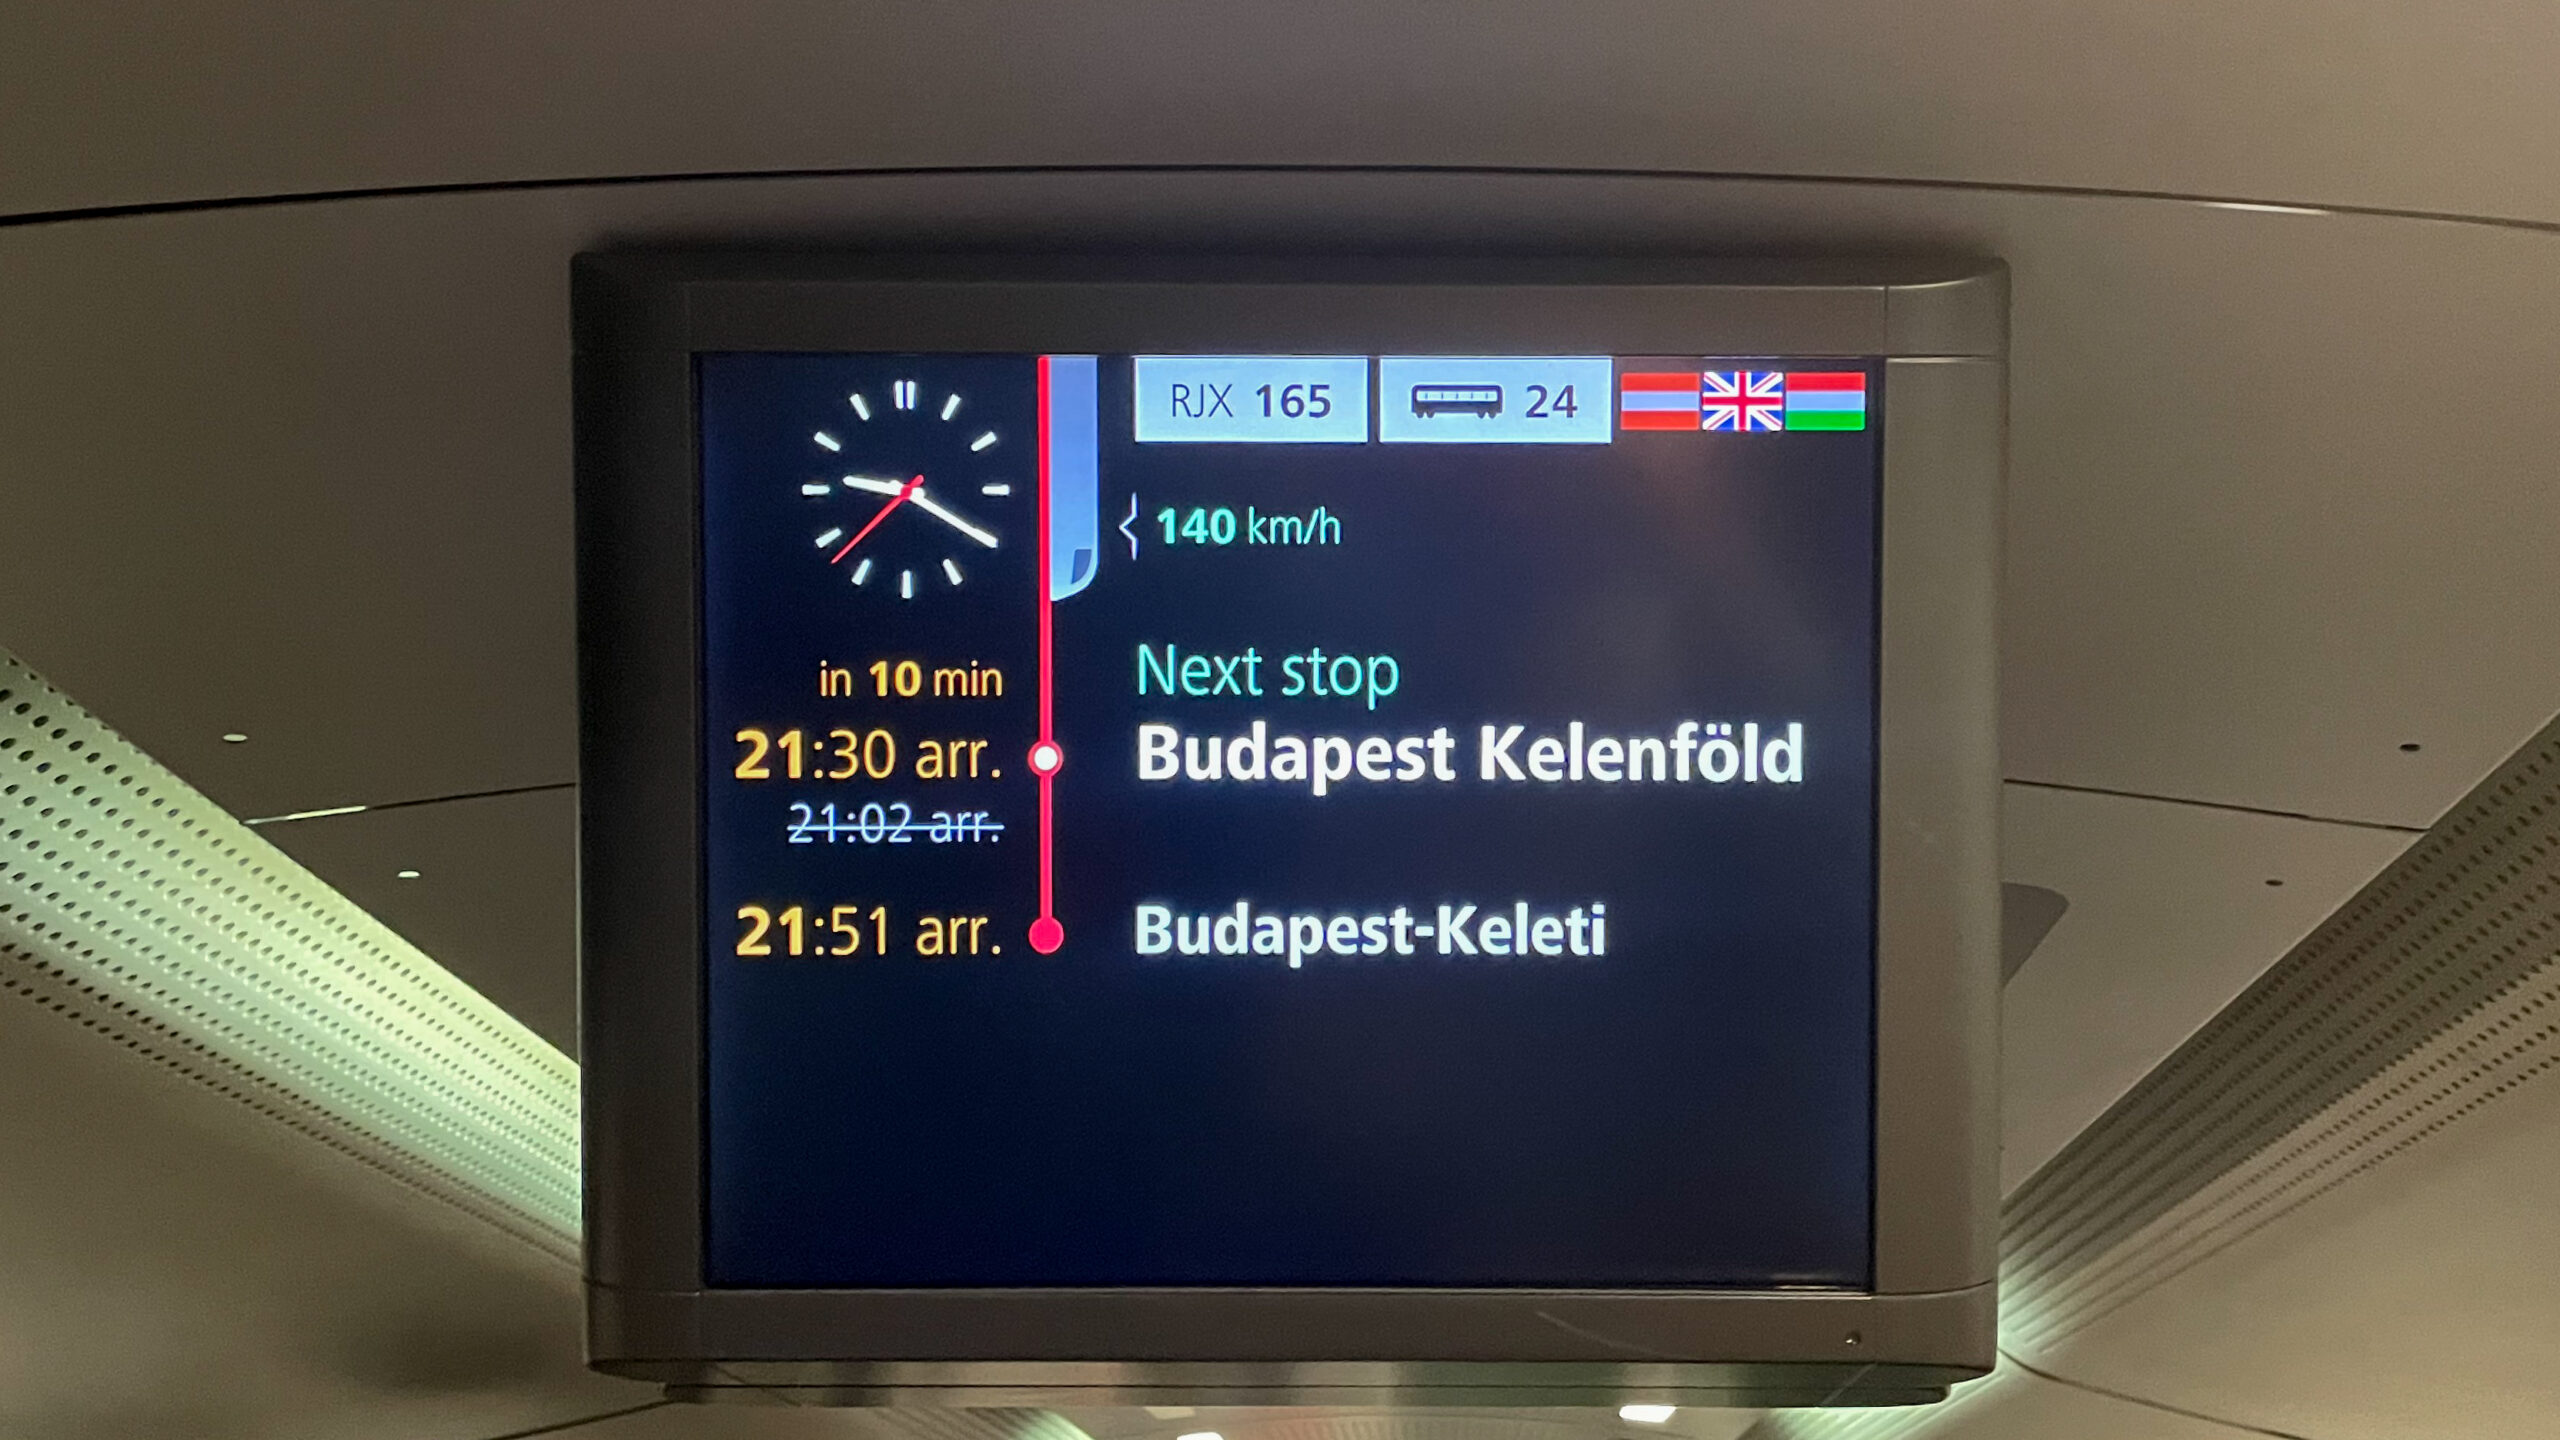 RJX 165
24
140 km/h
in 10 min
Next stop
21:30 arr.
Budapest Kelenföld
21:02 arr.
21:51 arr.
Budapest-Keleti